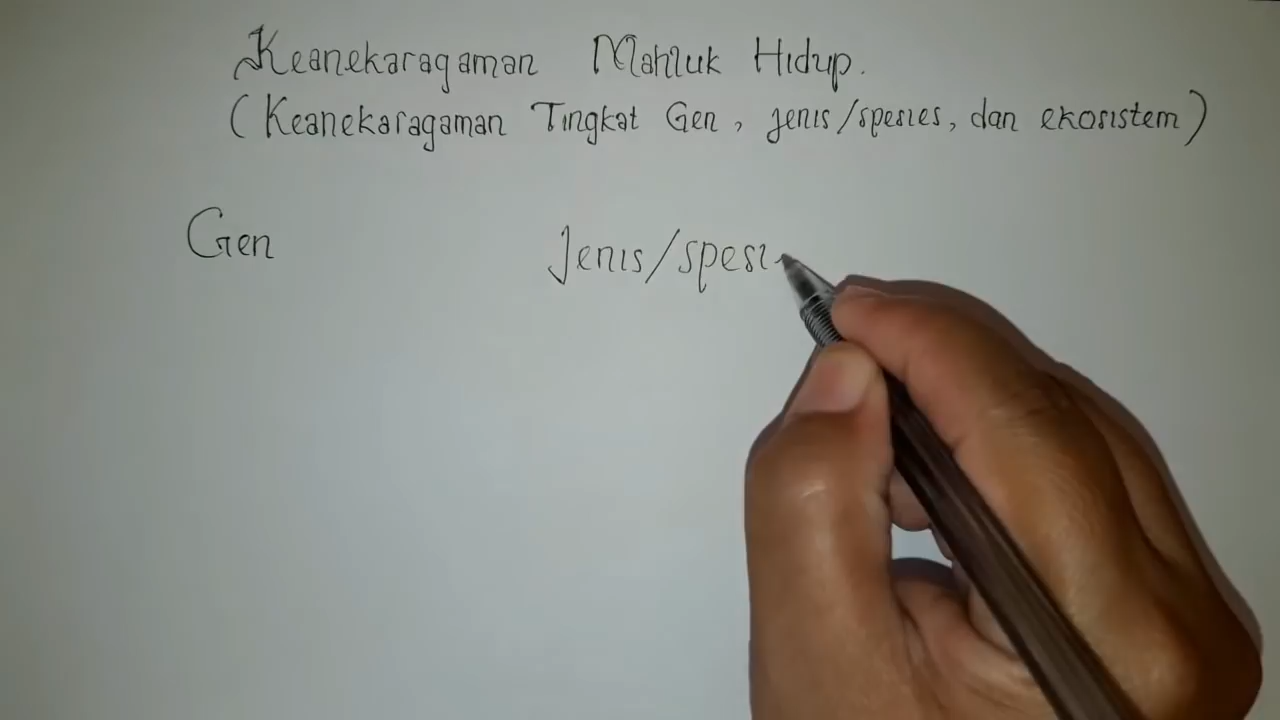 Keanekaragaman Mahluk Hidup.
(Keanekaragaman Tingkat Gen, jenis/spesies, dan ekosistem)
Gen Jenis/spesi